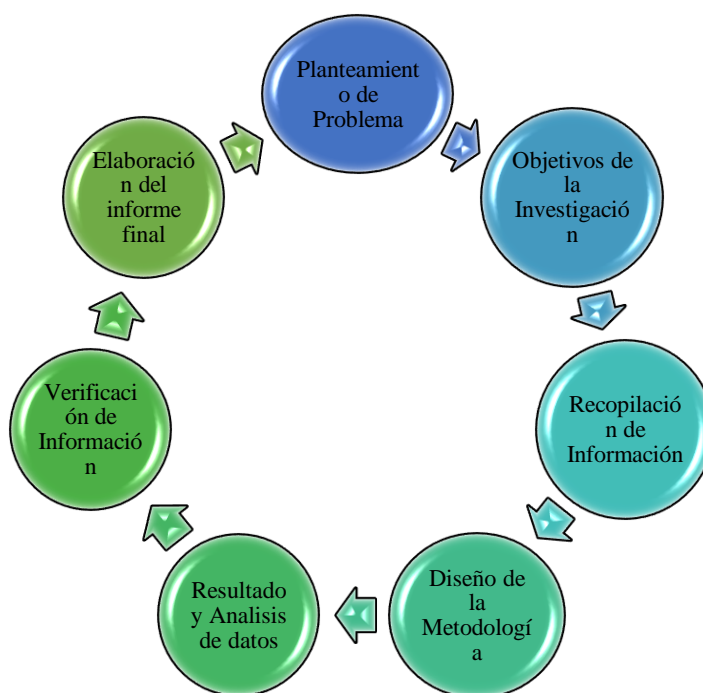 Planteamient
o de
Problema
Objetivos de
la
Investigació
n
Recopilació
n de
Información
Diseño de
la
Metodologí
a
Resultado
y Analisis
de datos
Verificaci
ón de
Informació
n
Elaboració
n del
informe
final